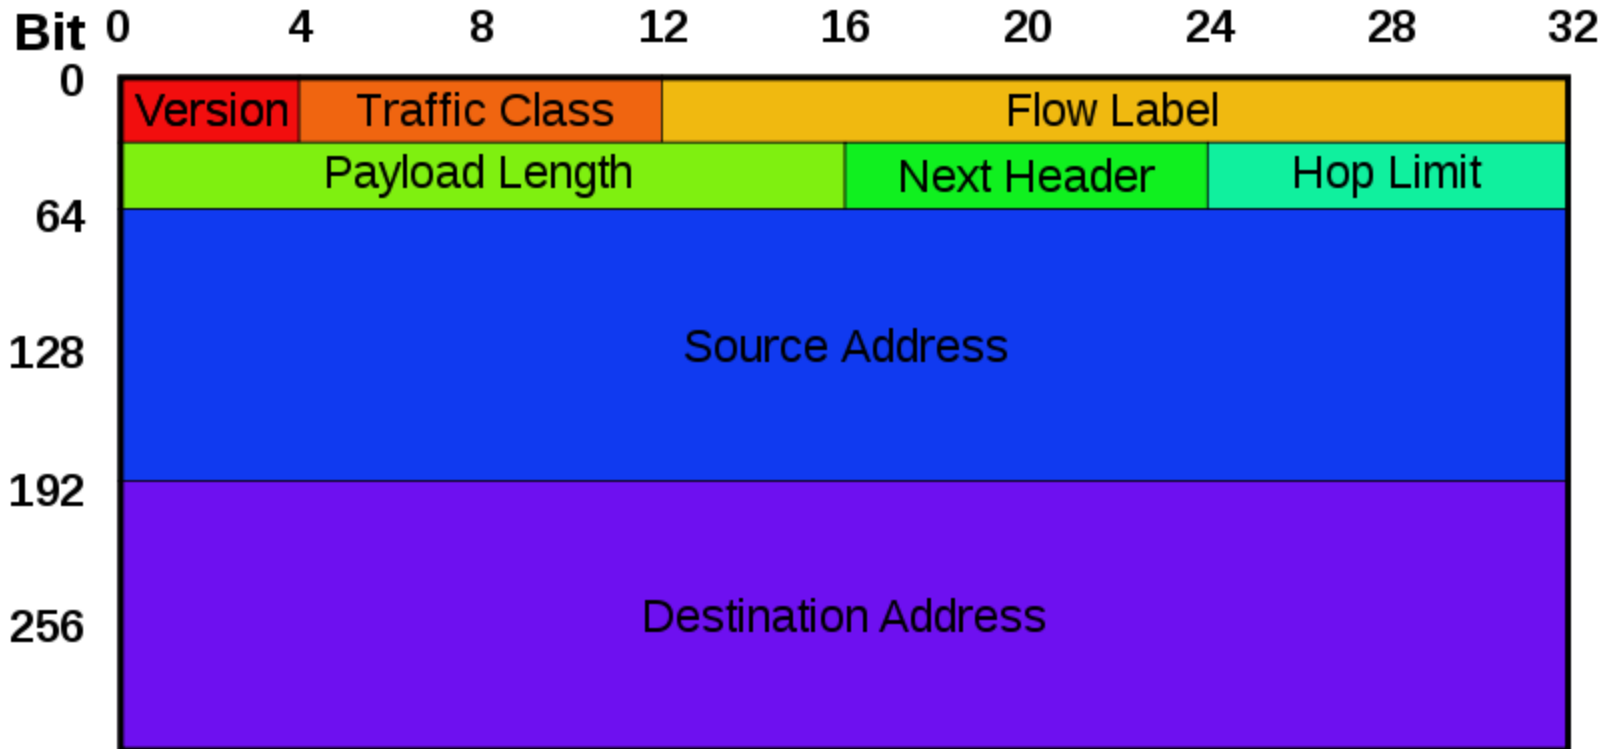 Bit 0 4 8 12 16 20 24 28 32
0
Version Traffic Class Flow Label
Payload Length Next Header Hop Limit
64
128 Source Address
192
256 Destination Address